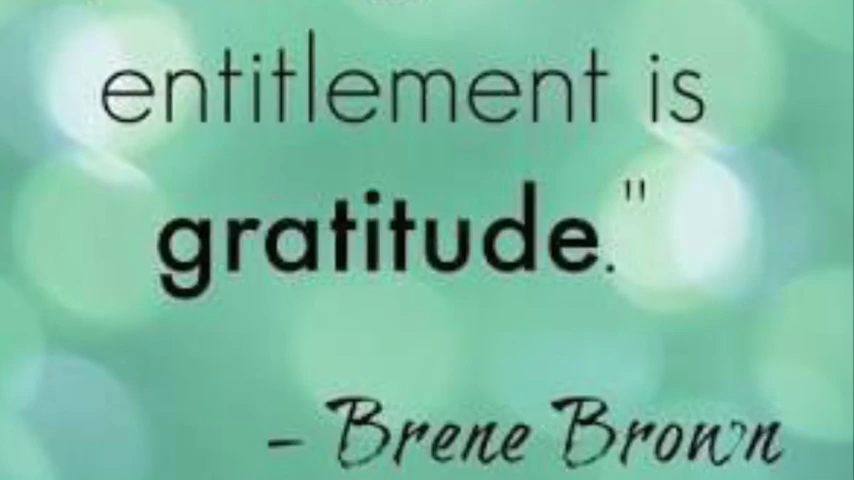 entitlement is
gratitude."
- Brene Brown